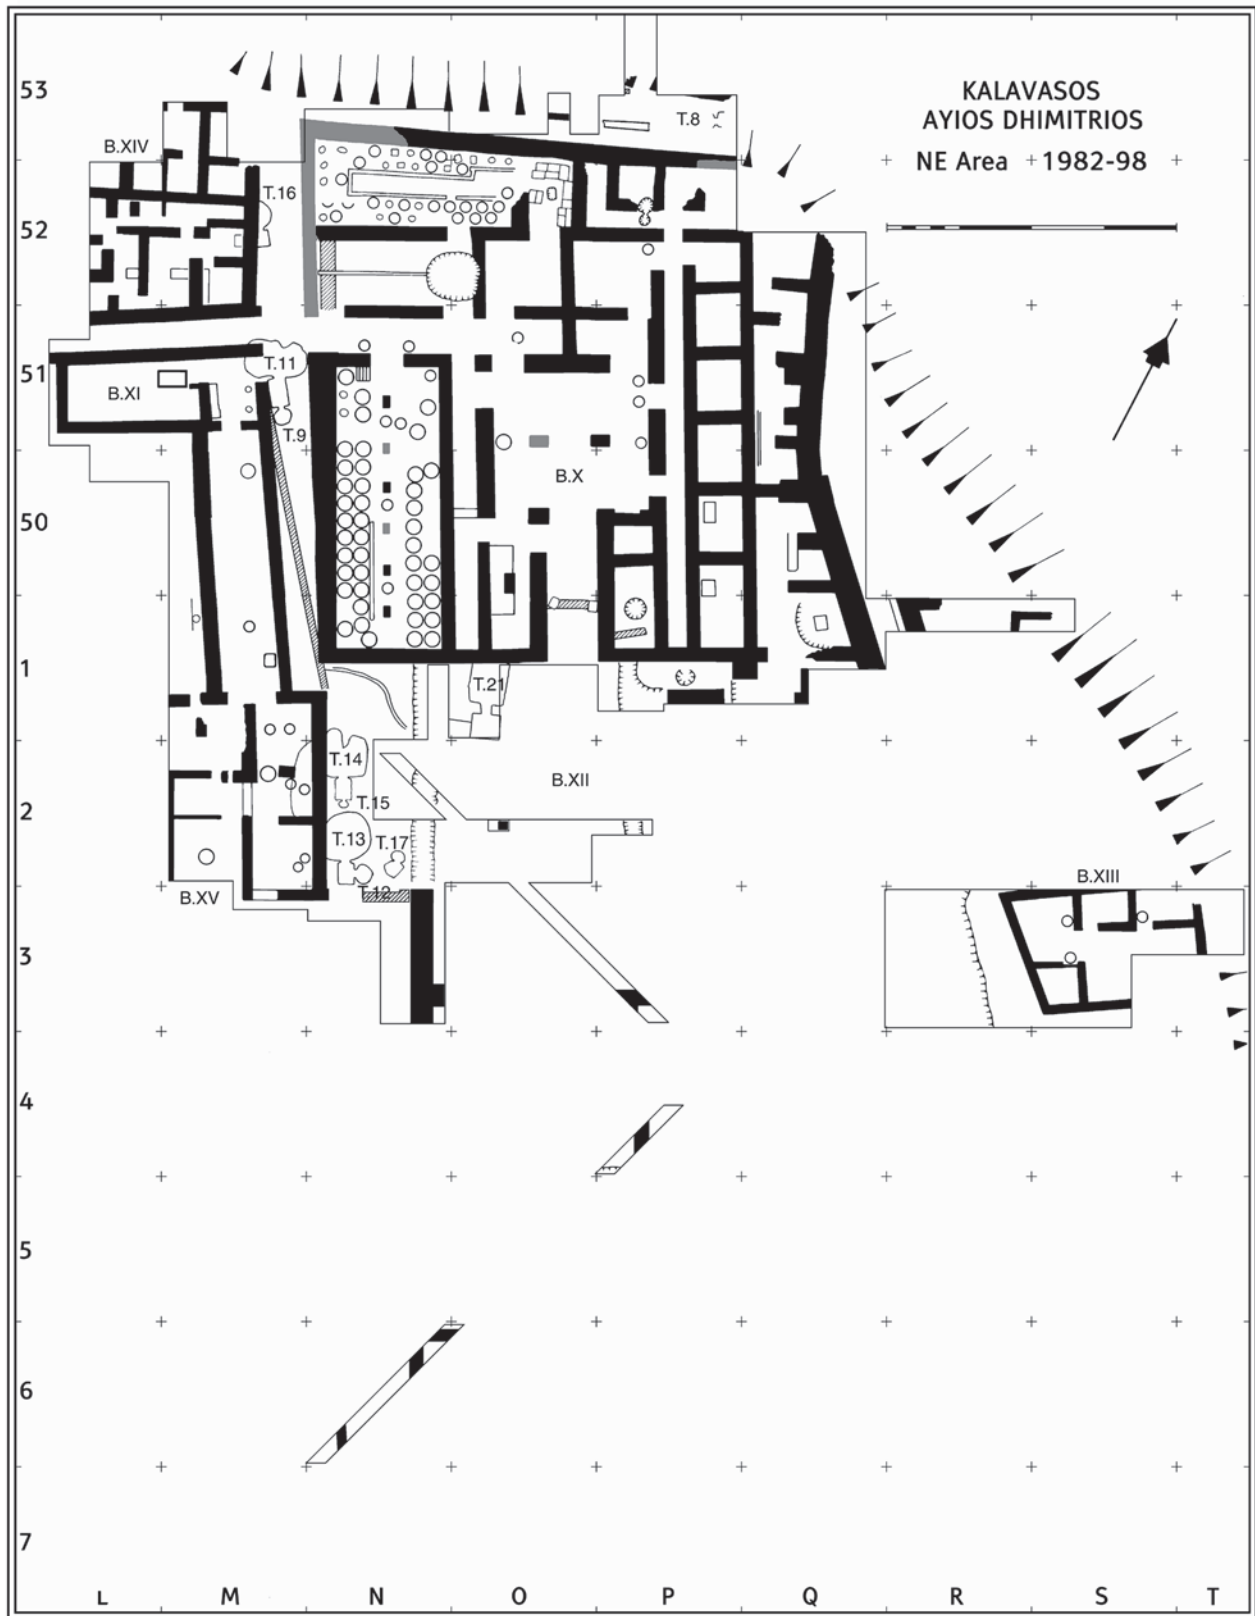 53
KALAVASOS
AYIOS DHIMITRIOS
NE Area 1982-98
T.8
B.XIV
T.16
52
51
T.11
B.XI
T.9
B.X
50
1
T.21
T.14
B.XII
T.15
2
T.13
T.17
B.XIII
T.12
B.XV
3
4
5
6
7
L M N O P Q R S T